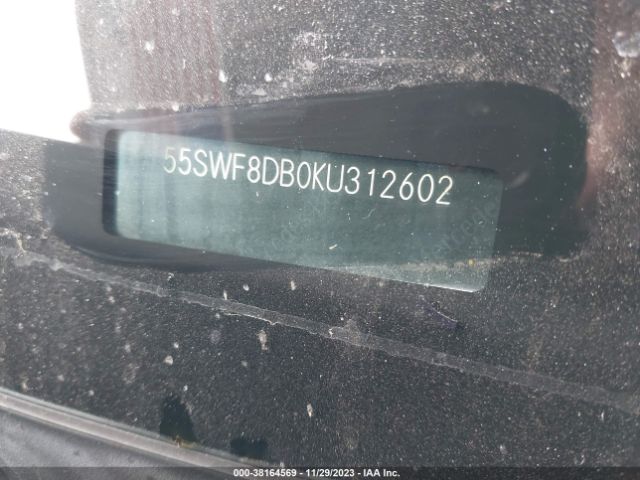 55SWF8DB0KU312602
000-38164569 - 11/29/2023 - IAA Inc.